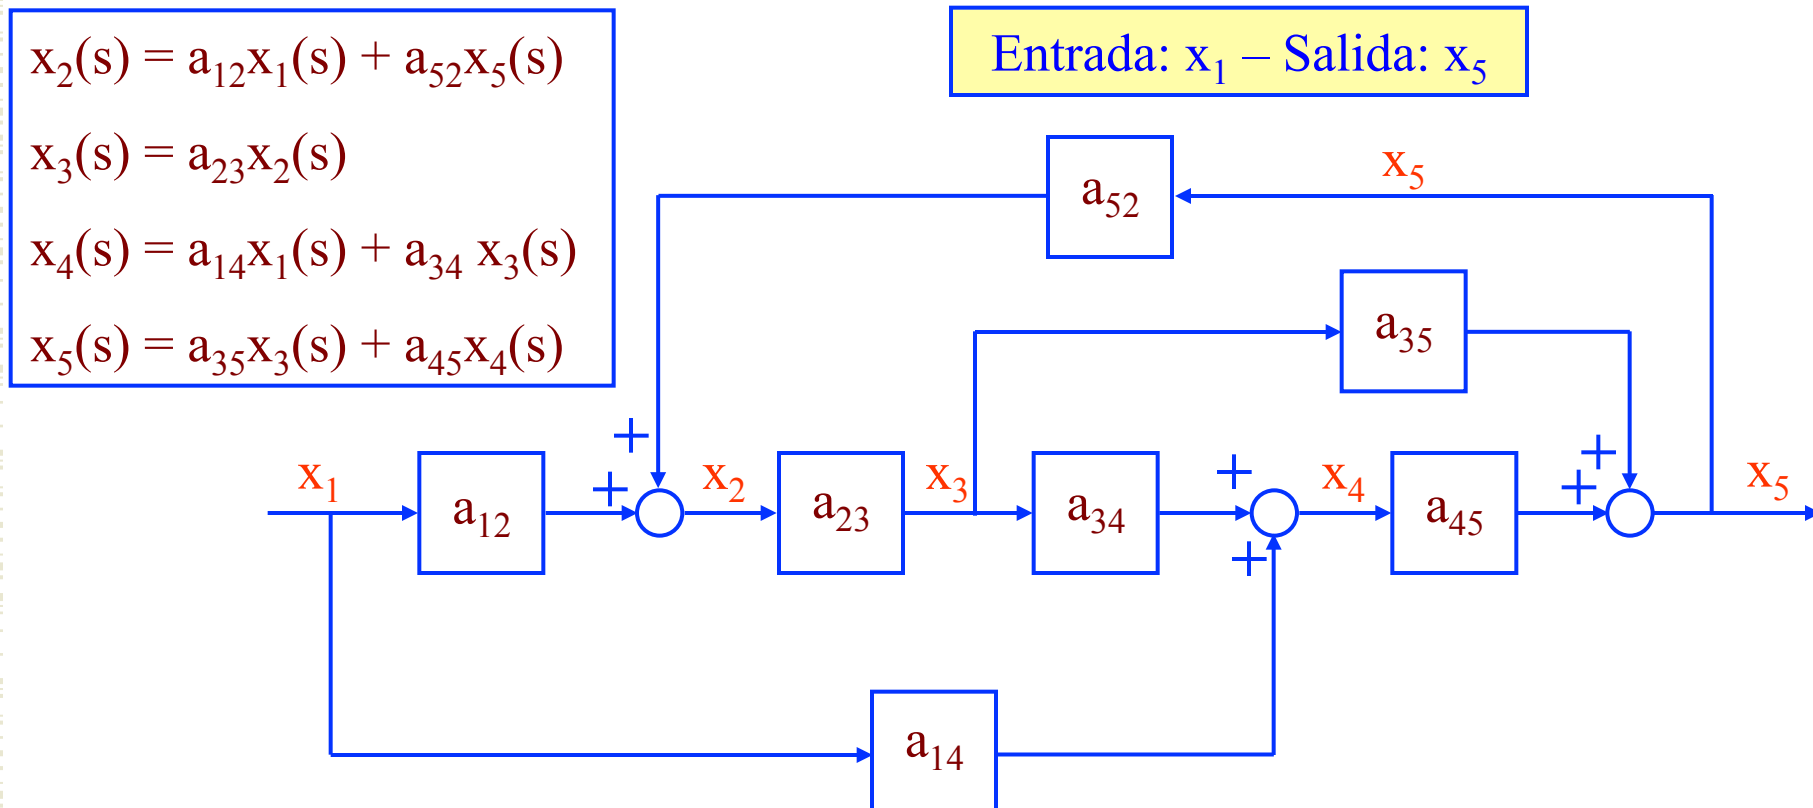 x₂(s) = a₁₂x₁(s) + a₅₂x₅(s)
x₃(s) = a₂₃x₂(s)
x₄(s) = a₁₄x₁(s) + a₃₄ x₃(s)
x₅(s) = a₃₅x₃(s) + a₄₅x₄(s)
Entrada: x₁ – Salida: x₅
a₅₂
x₅
a₃₅
+
+
+
+
+
+
x₁
a₁₂
x₂
a₂₃
x₃
a₃₄
x₄
a₄₅
x₅
a₁₄